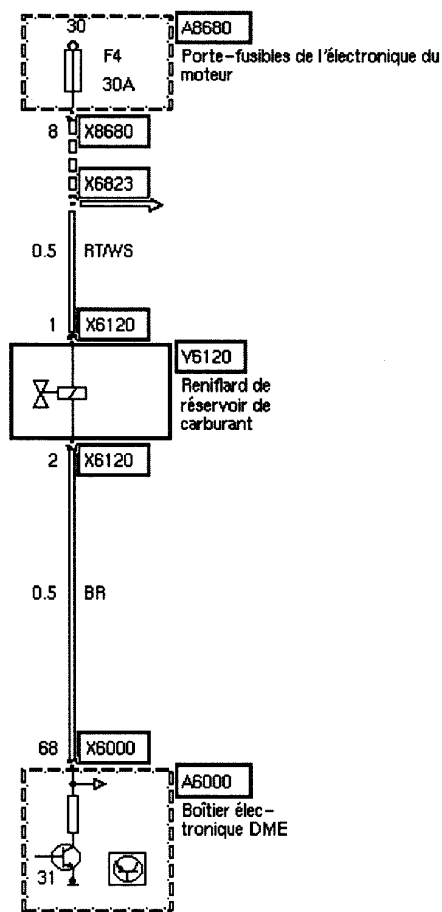 30
A8680
F4
30A
Porte-fusibles de l'électronique du
moteur
8
X8680
X6823
0.5
RT/WS
1
X6120
Y6120
Reniflard de
réservoir de
carburant
2
X6120
0.5
BR
68
X6000
A6000
Boîtier élec-
tronique DME
31